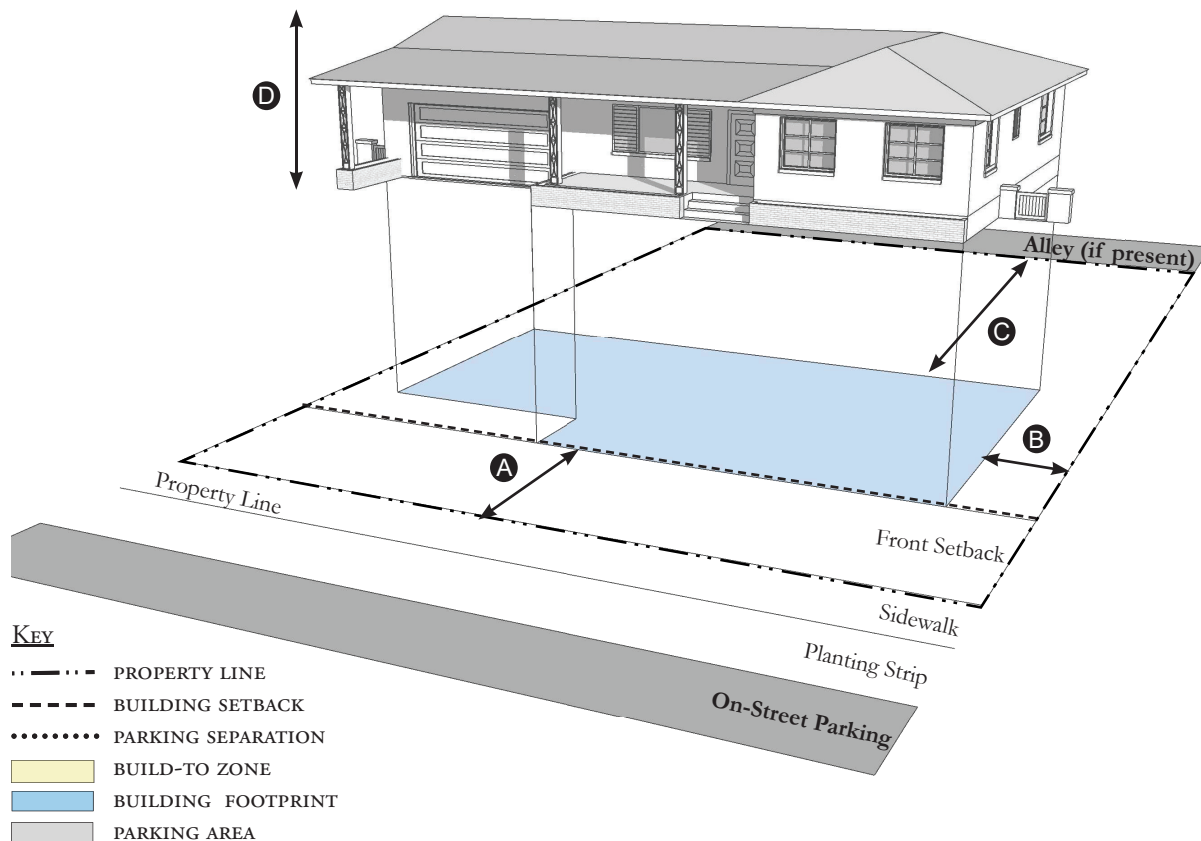 D
Alley (if present)
C
B
A
Property Line
Front Setback
Sidewalk
Planting Strip
On-Street Parking
KEY
PROPERTY LINE
BUILDING SETBACK
PARKING SEPARATION
BUILD-TO ZONE
BUILDING FOOTPRINT
PARKING AREA